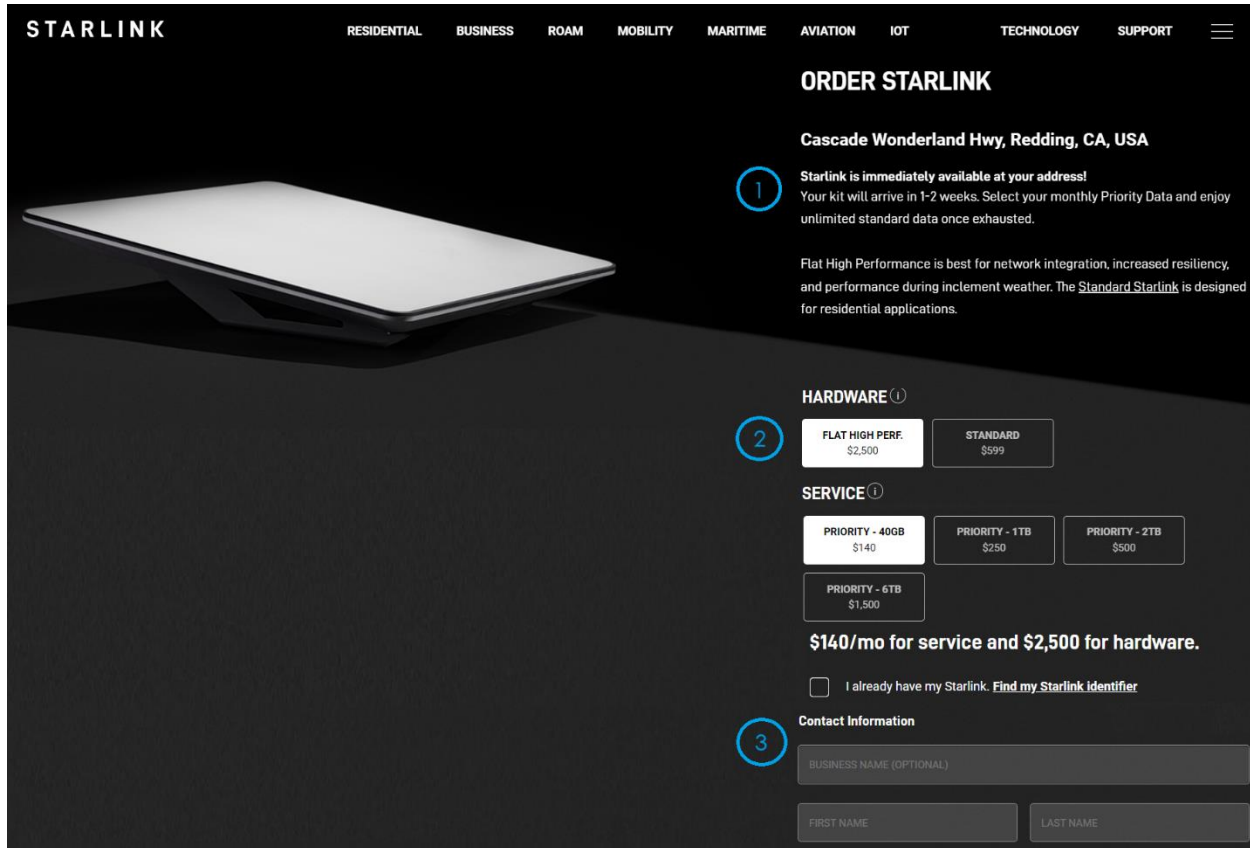 STARLINK
RESIDENTIAL BUSINESS ROAM MOBILITY MARITIME AVIATION IOT TECHNOLOGY SUPPORT
ORDER STARLINK
Cascade Wonderland Hwy, Redding, CA, USA
1
Starlink is immediately available at your address!
Your kit will arrive in 1-2 weeks. Select your monthly Priority Data and enjoy
unlimited standard data once exhausted.
Flat High Performance is best for network integration, increased resiliency,
and performance during inclement weather. The Standard Starlink is designed
for residential applications.
HARDWARE
2
FLAT HIGH PERF. STANDARD
$2,500 $599
SERVICE
PRIORITY - 40GB PRIORITY - 1TB PRIORITY - 2TB
$140 $250 $500
PRIORITY - 6TB
$1,500
$140/mo for service and $2,500 for hardware.
I already have my Starlink. Find my Starlink identifier
Contact Information
3
BUSINESS NAME (OPTIONAL)
FIRST NAME LAST NAME